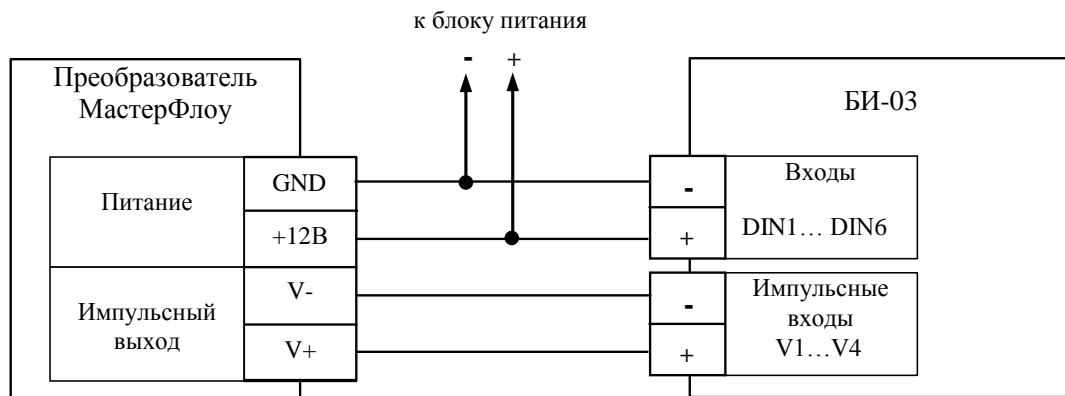 к блоку питания
- +
Преобразователь
МастерФлоу
БИ-03
Питание
GND
+12В
Импульсный
выход
V-
V+
-
+
Входы
DIN1… DIN6
-
+
Импульсные
входы
V1…V4